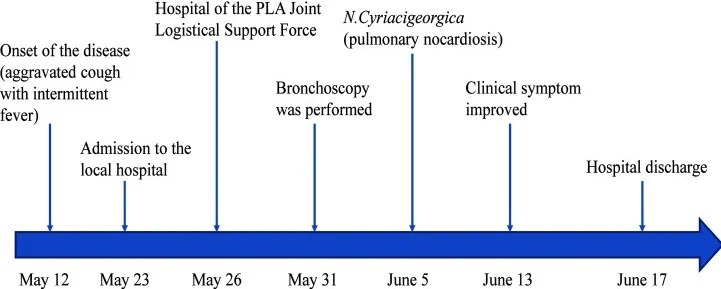 Onset of the disease
(aggravated cough
with intermittent
fever)
Admission to the
local hospital
Hospital of the PLA Joint
Logistical Support Force
Bronchoscopy
was performed
N.Cyriacigeorgica
(pulmonary nocardiosis)
Clinical symptom
improved
Hospital discharge
May 12
May 23
May 26
May 31
June 5
June 13
June 17